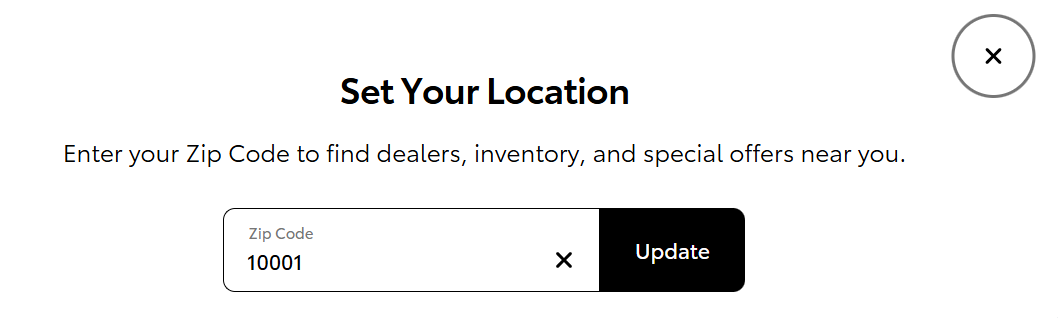 Set Your Location
Enter your Zip Code to find dealers, inventory, and special offers near you.
Zip Code
10001
Update